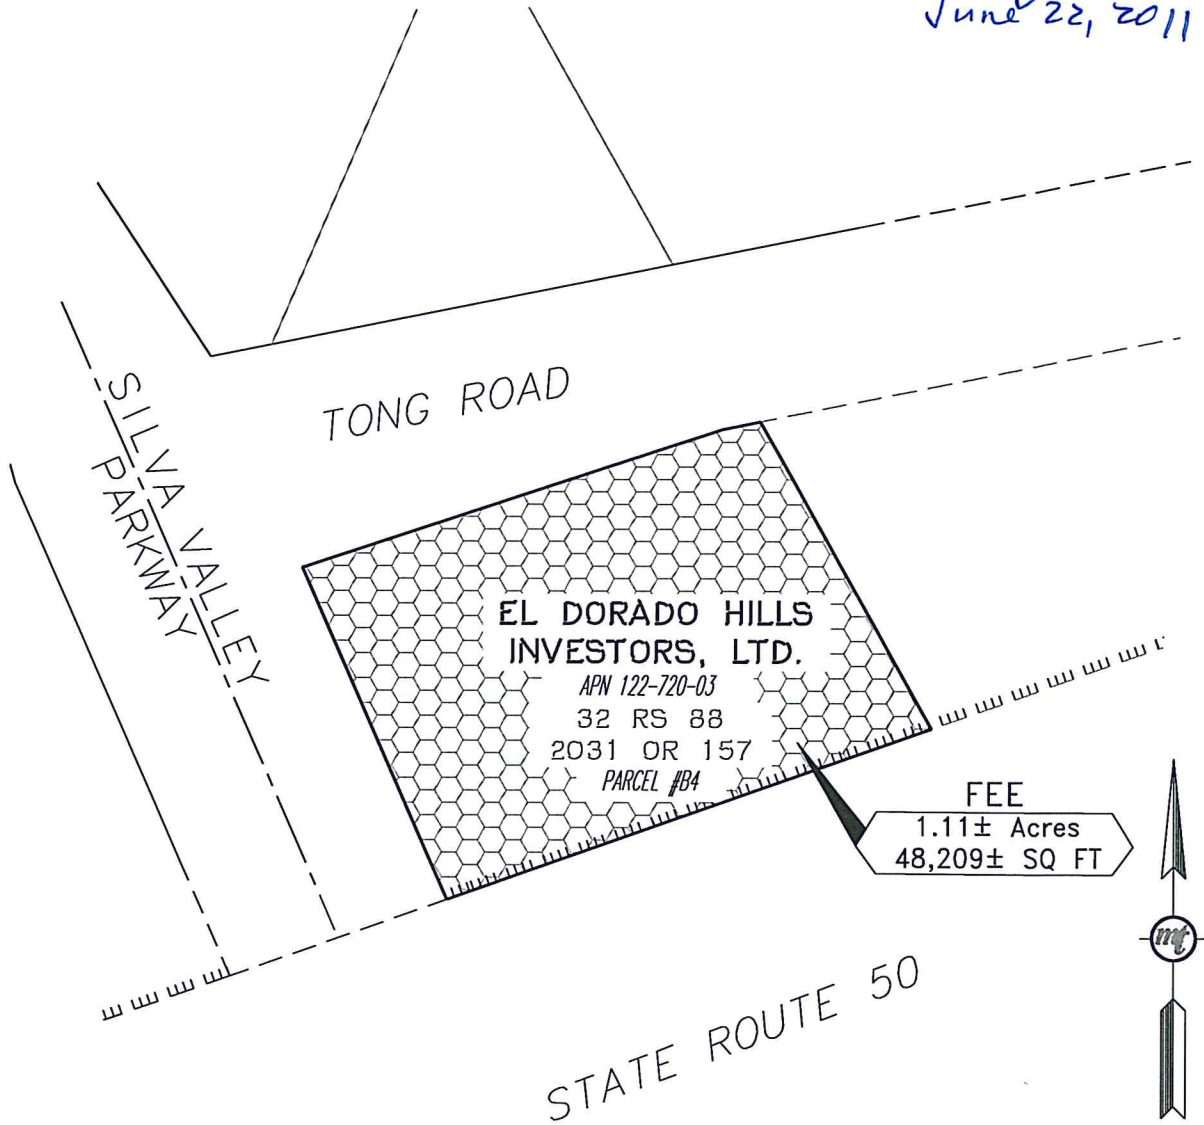 June 22, 2011
TONG ROAD
SILVA VALLEY
PARKWAY
EL DORADO HILLS
INVESTORS, LTD.
APN 122-720-03
32 RS 88
2031 OR 157
PARCEL #B4
FEE
1.11± Acres
48,209± SQ FT
mt
STATE ROUTE 50